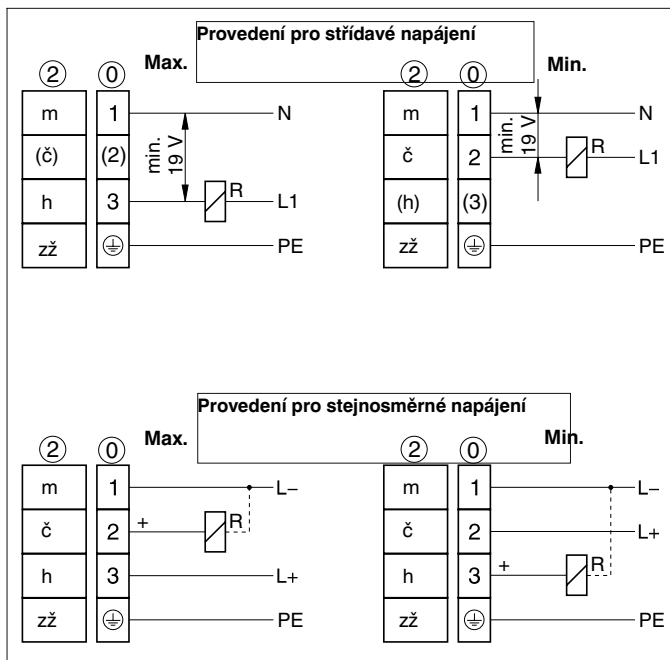 Provedení pro střídavé napájení
Max.
2 0
m 1 N
(č) (2)
min. 19 V
h 3 R L1
zž PE
Min.
2 0
m 1 N
min. 19 V
č 2 R L1
(h) (3)
zž PE
Provedení pro stejnosměrné napájení
Max.
2 0
m 1 L–
č 2 + R
h 3 L+
zž PE
Min.
2 0
m 1 L–
č 2 L+
h 3 + R
zž PE